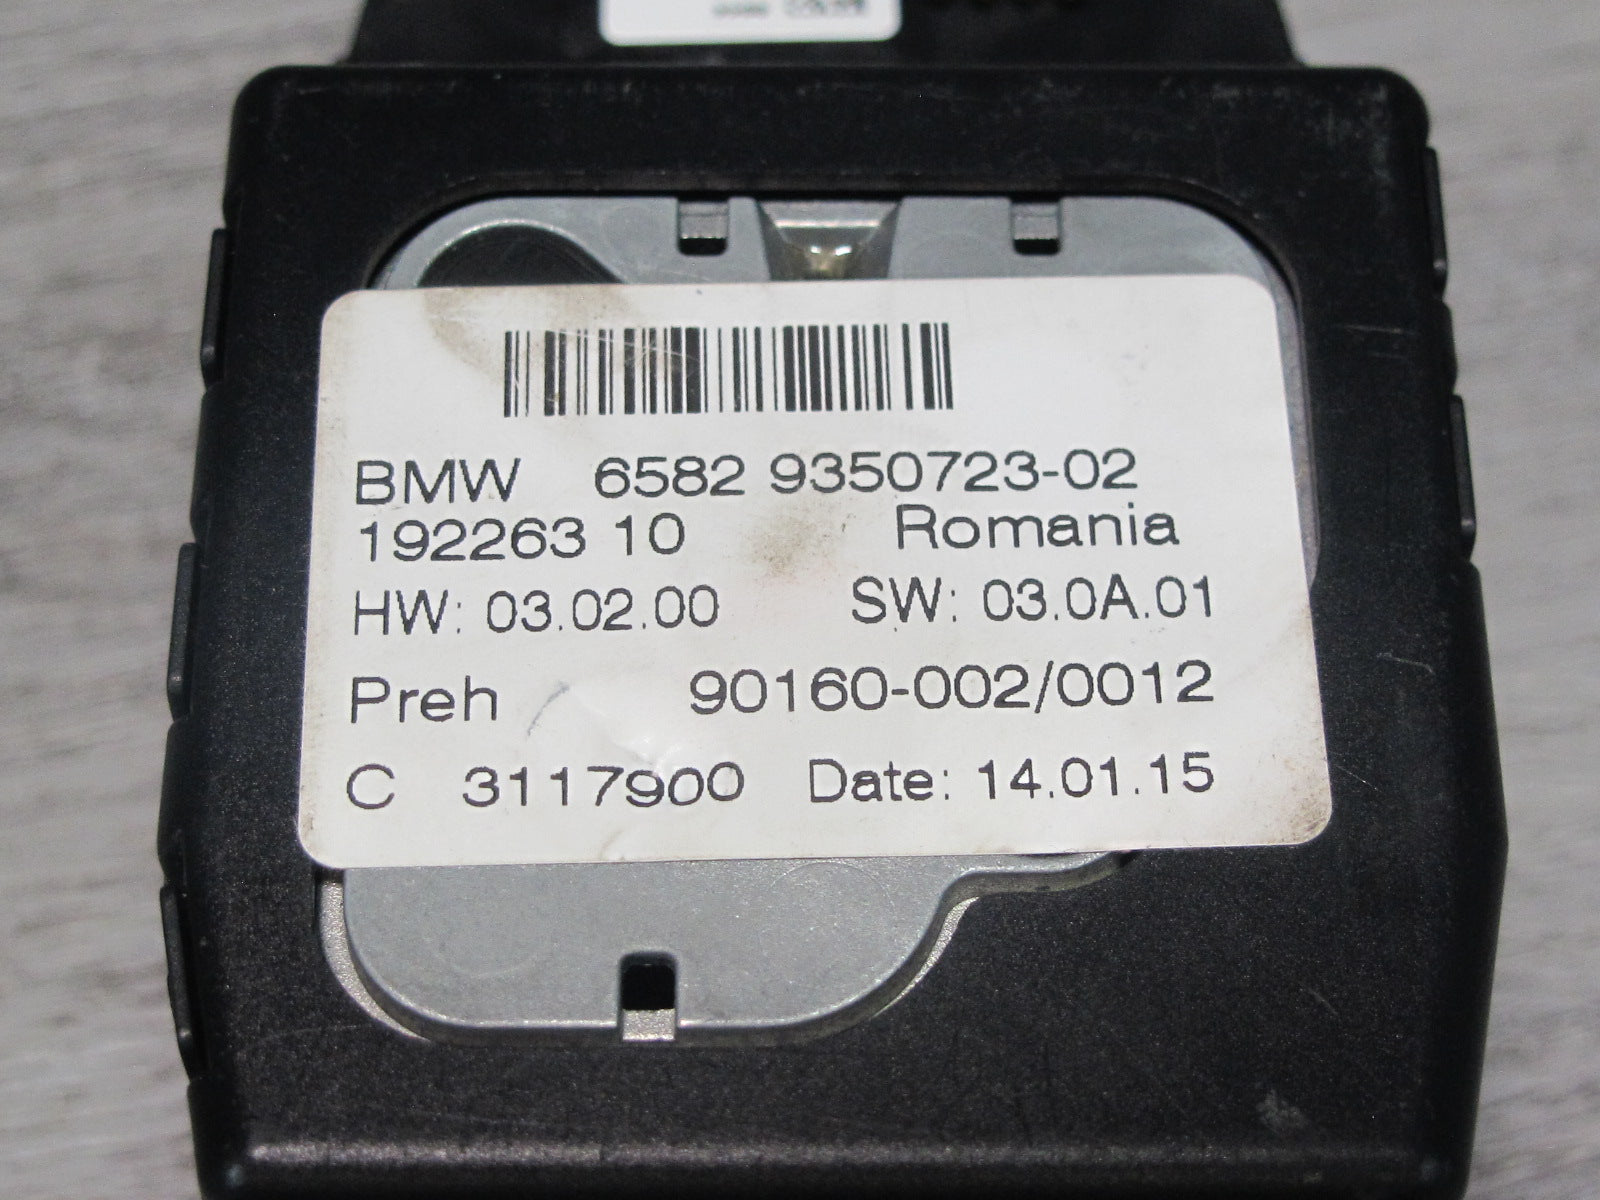 BMW 6582 9350723-02
192263 10 Romania
HW: 03.02.00 SW: 03.0A.01
Preh 90160-002/0012
C 3117900 Date: 14.01.15